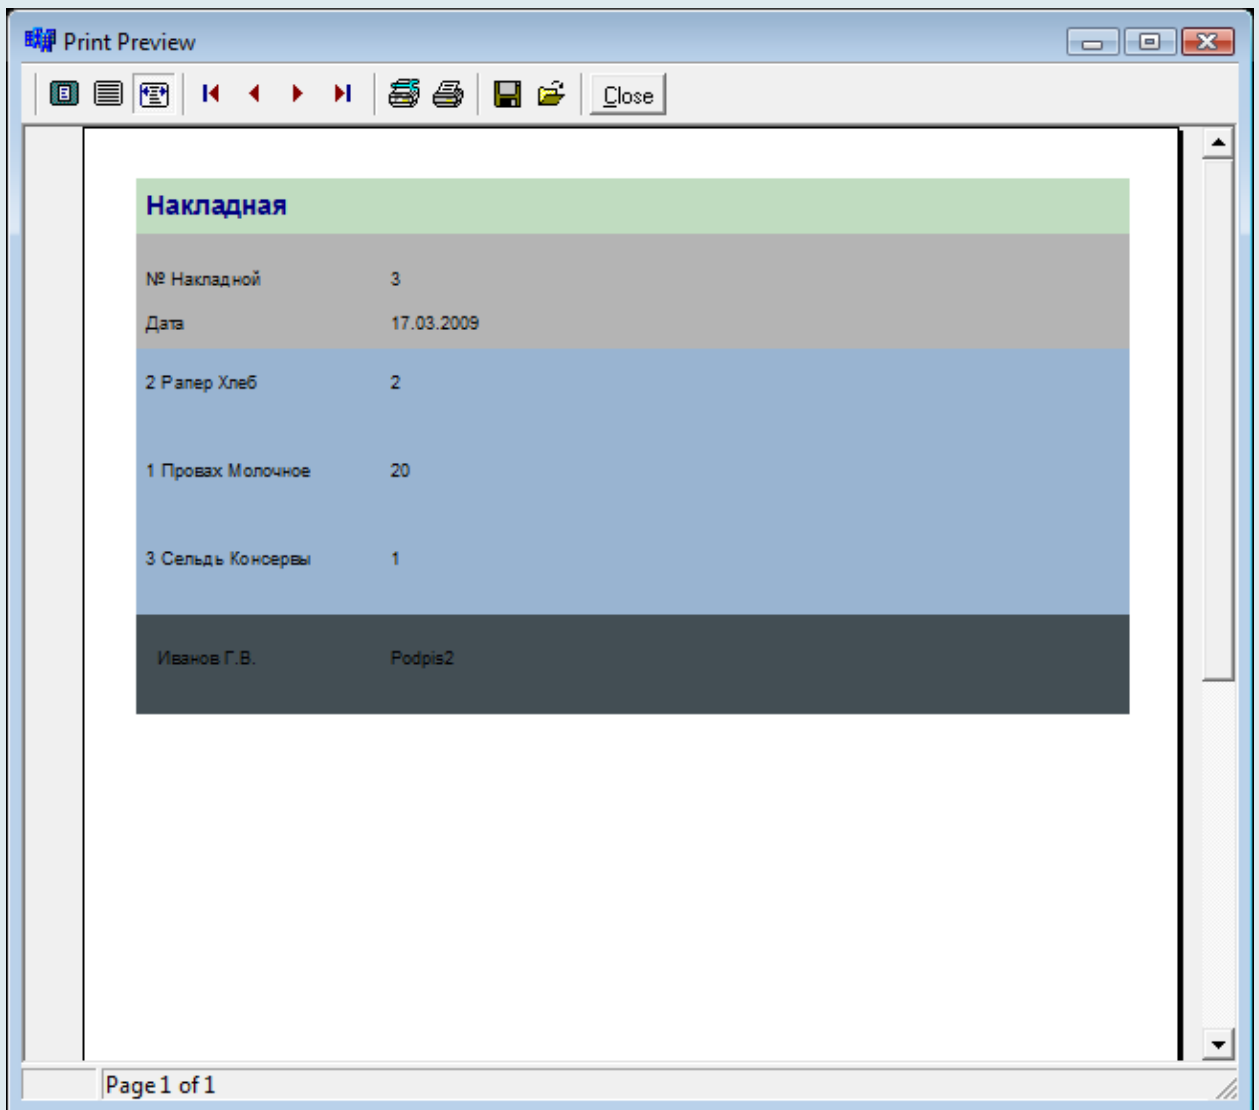 Print Preview
Close
Накладная
№ Накладной 3
Дата 17.03.2009
2 Рапер Хлеб 2
1 Провах Молочное 20
3 Сельдь Консервы 1
Иванов Г.В. Podpis2
Page 1 of 1